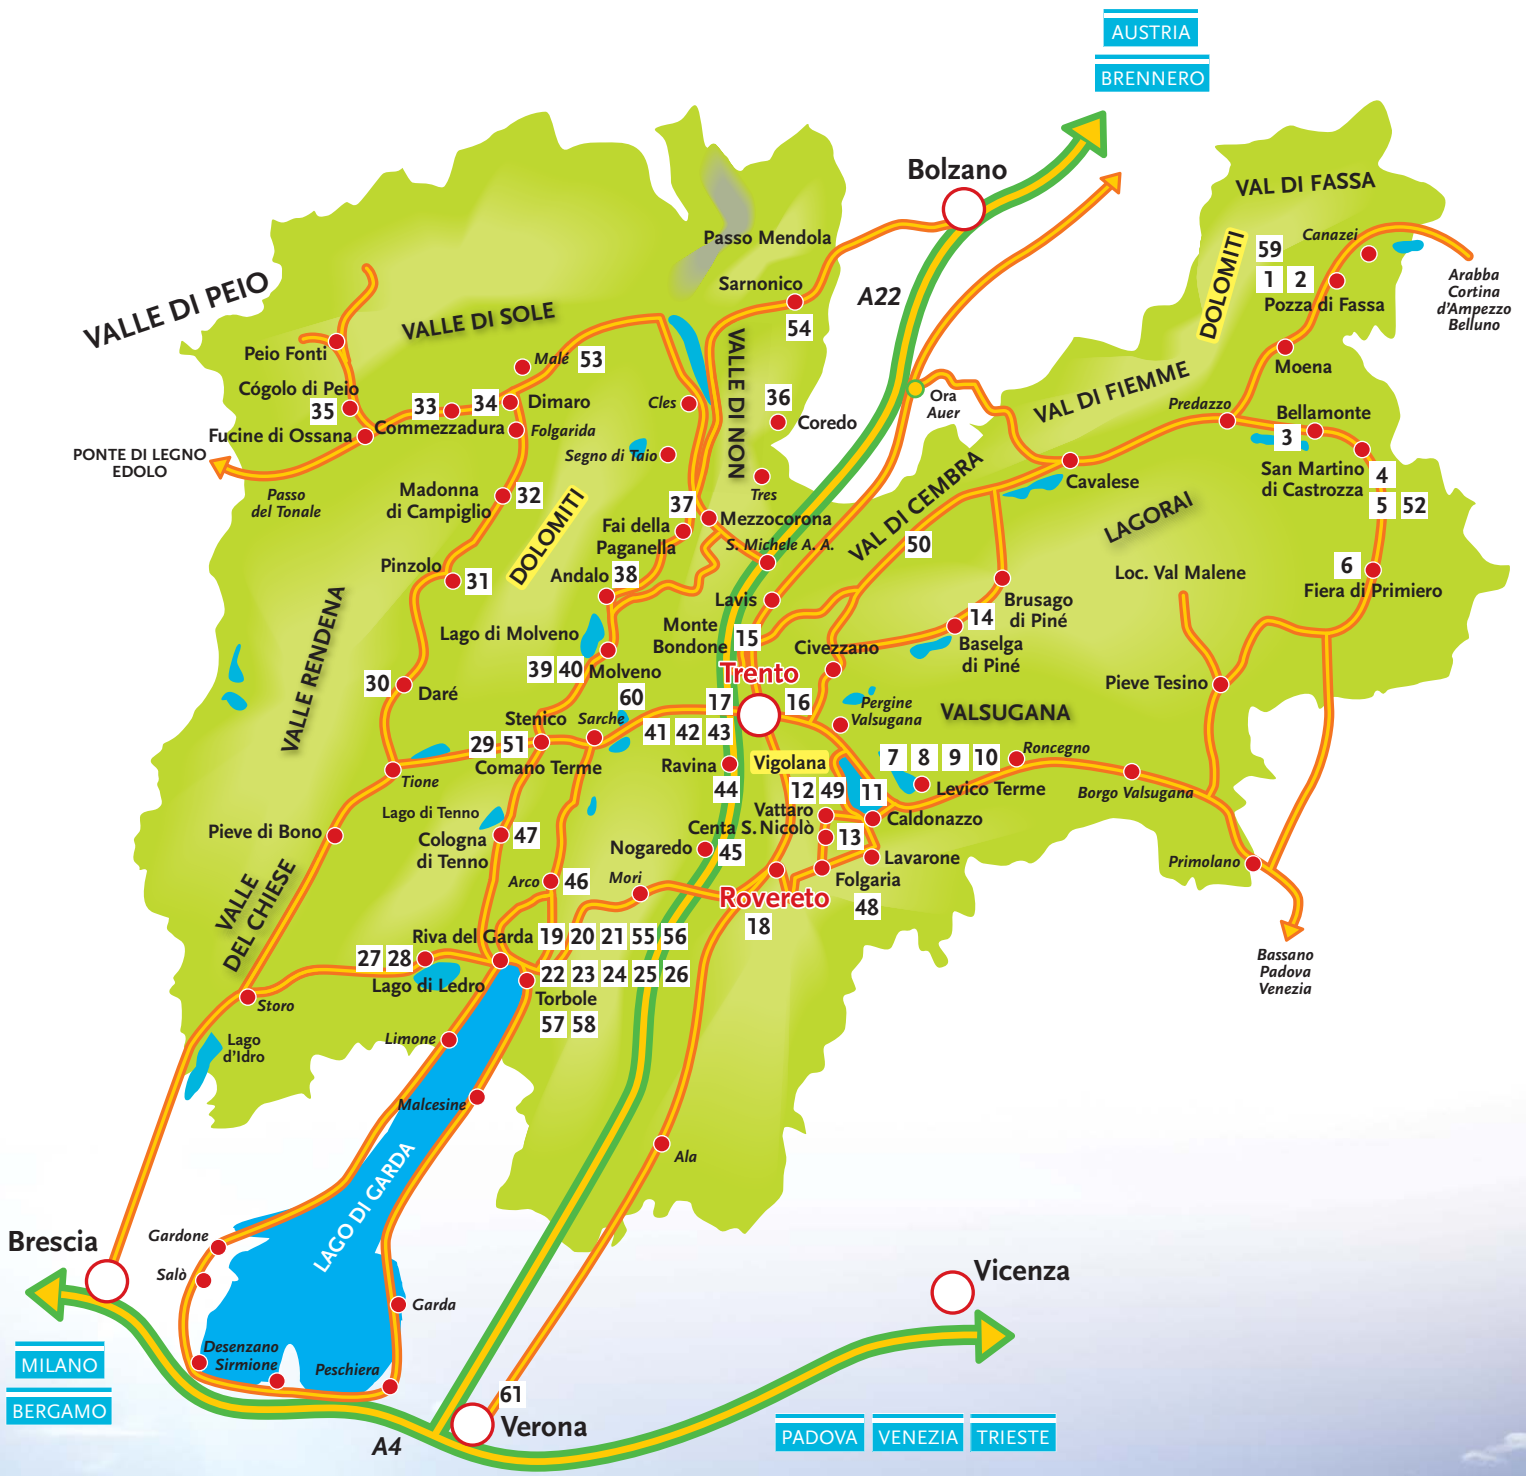 AUSTRIA
BRENNERO
Bolzano
VAL DI FASSA
Canazei
59
1 2
Pozza di Fassa
DOLOMITI
Arabba
Cortina
d'Ampezzo
Belluno
Passo Mendola
Sarnonico
54
A22
VALLE DI PEIO
VALLE DI SOLE
VALLE DI NON
Peio Fonti
Malé
53
Moena
Cógolo di Peio
35
33
34
Dimaro
Cles
36
Coredo
Ora
Auer
VAL DI FIEMME
Predazzo
Bellamonte
3
Fucine di Ossana
Commezzadura
Folgarida
PONTE DI LEGNO
EDOLO
Segno di Taio
San Martino
di Castrozza
4
5 52
Passo
del Tonale
Madonna
di Campiglio
32
Tres
VAL DI CEMBRA
Cavalese
LAGORAI
DOLOMITI
37
Mezzocorona
Fai della
Paganella
S. Michele A. A.
50
Pinzolo
31
Andalo
38
Loc. Val Malene
6
Fiera di Primiero
Lavis
Brusago
di Piné
14
Baselga
di Piné
VALLE RENDENA
Lago di Molveno
Monte
Bondone
15
Civezzano
39 40
Molveno
Trento
30
Daré
60
17
16
Pieve Tesino
Pergine
Valsugana
VALSUGANA
Stenico
Sarche
29 51
41 42 43
Comano Terme
Ravina
Vigolana
7 8 9 10
Roncegno
Tione
44
12 49
11
Levico Terme
Borgo Valsugana
Lago di Tenno
Vattaro
Caldonazzo
Pieve di Bono
Cologna
di Tenno
47
Centa S. Nicolò
13
Nogaredo
45
Lavarone
Primolano
VALLE
DEL CHIESE
Arco
46
Mori
Folgaria
Rovereto
48
18
Riva del Garda
19 20 21 55 56
27 28
Lago di Ledro
22 23 24 25 26
Torbole
57 58
Bassano
Padova
Venezia
Storo
Limone
Lago
d'Idro
Malcesine
Ala
LAGO DI GARDA
Brescia
Gardone
Salò
Vicenza
Garda
MILANO
BERGAMO
Desenzano
Sirmione
Peschiera
61
Verona
A4
PADOVA
VENEZIA
TRIESTE